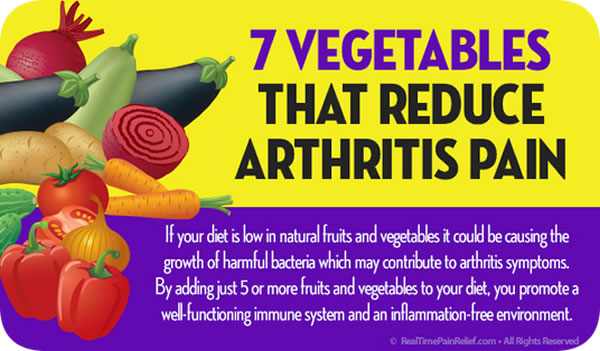 7 VEGETABLES
THAT REDUCE
ARTHRITIS PAIN
If your diet is low in natural fruits and vegetables it could be causing the
growth of harmful bacteria which may contribute to arthritis symptoms.
By adding just 5 or more fruits and vegetables to your diet, you promote a
well-functioning immune system and an inflammation-free environment.
© RealTimePainRelief.com • All Rights Reserved